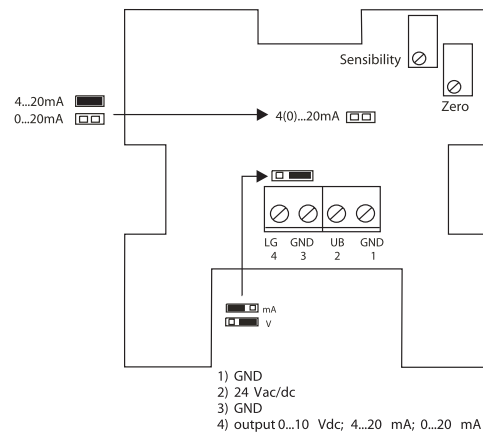 Sensibility
Zero
4...20mA
0...20mA
4(0)...20mA
LG GND UB GND
4 3 2 1
mA
V
1) GND
2) 24 Vac/dc
3) GND
4) output 0...10 Vdc; 4...20 mA; 0...20 mA